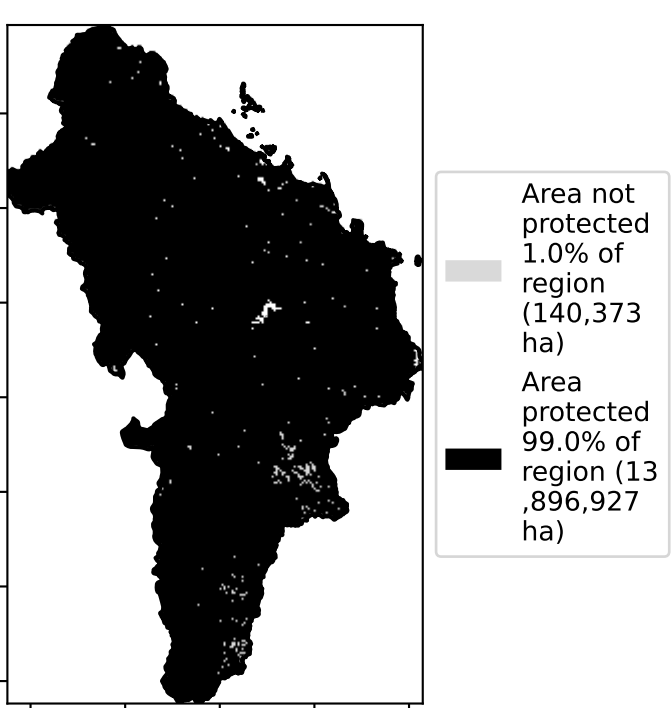 Area not
protected
1.0% of
region
(140,373
ha)
Area
protected
99.0% of
region (13
,896,927
ha)